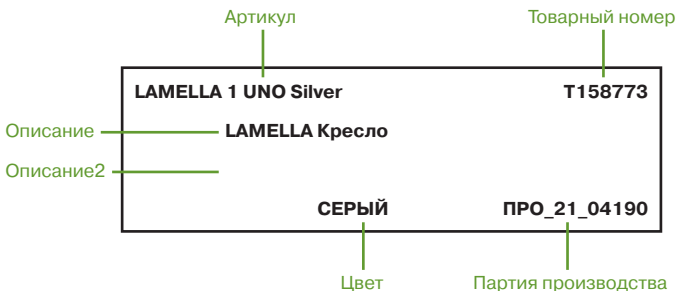 Артикул Товарный номер
LAMELLA 1 UNO Silver T158773
Описание LAMELLA Кресло
Описание2
СЕРЫЙ ПРО_21_04190
Цвет Партия производства